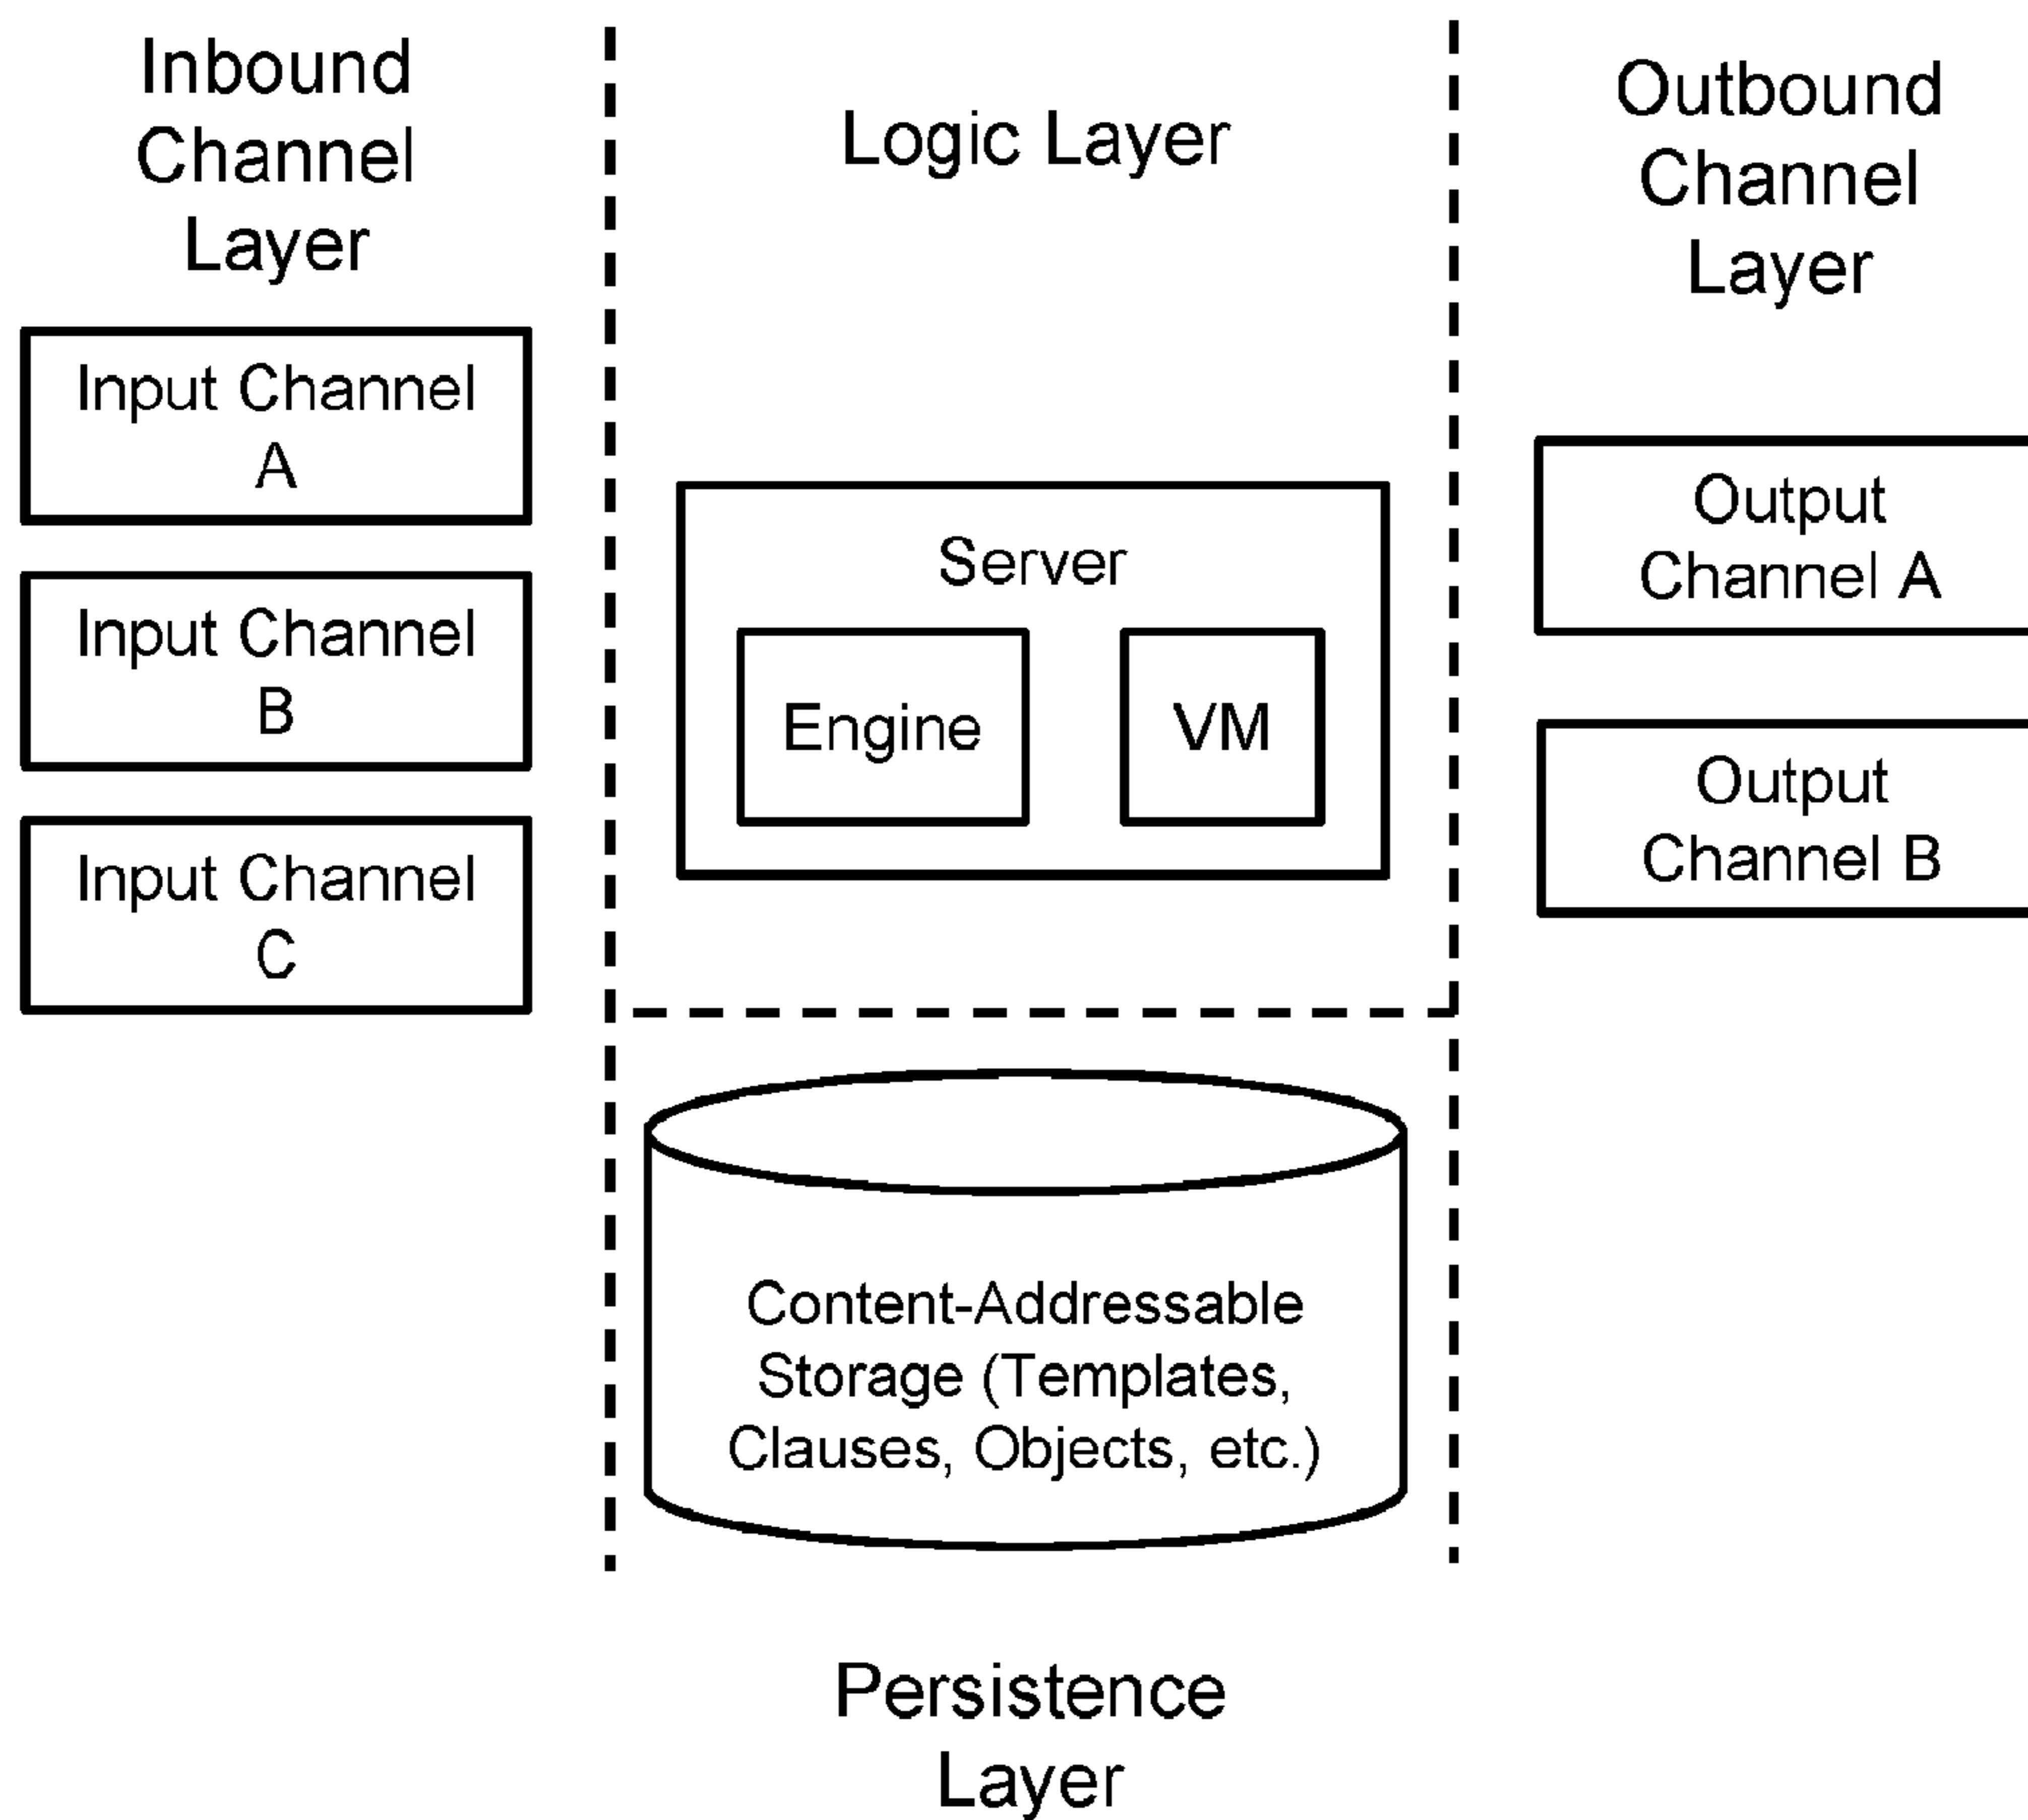 Inbound
Channel
Layer
Input Channel
A
Input Channel
B
Input Channel
C
Logic Layer
Server
Engine
VM
Content-Addressable
Storage (Templates,
Clauses, Objects, etc.)
Persistence
Layer
Outbound
Channel
Layer
Output
Channel A
Output
Channel B